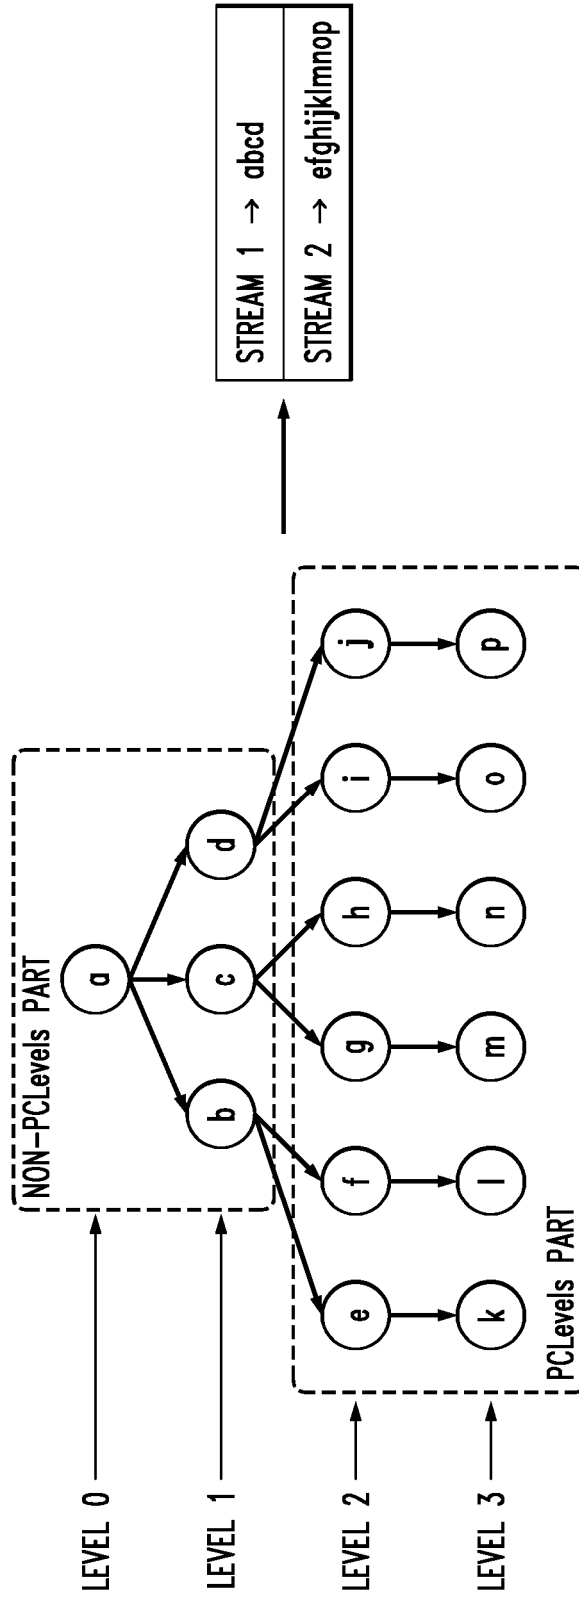 NON-PCLevels PART
LEVEL 0
a
LEVEL 1
b c d
LEVEL 2
e f g h i j
LEVEL 3
k l m n o p
PCLevels PART
STREAM 1 → abcd
STREAM 2 → efghijklmnop